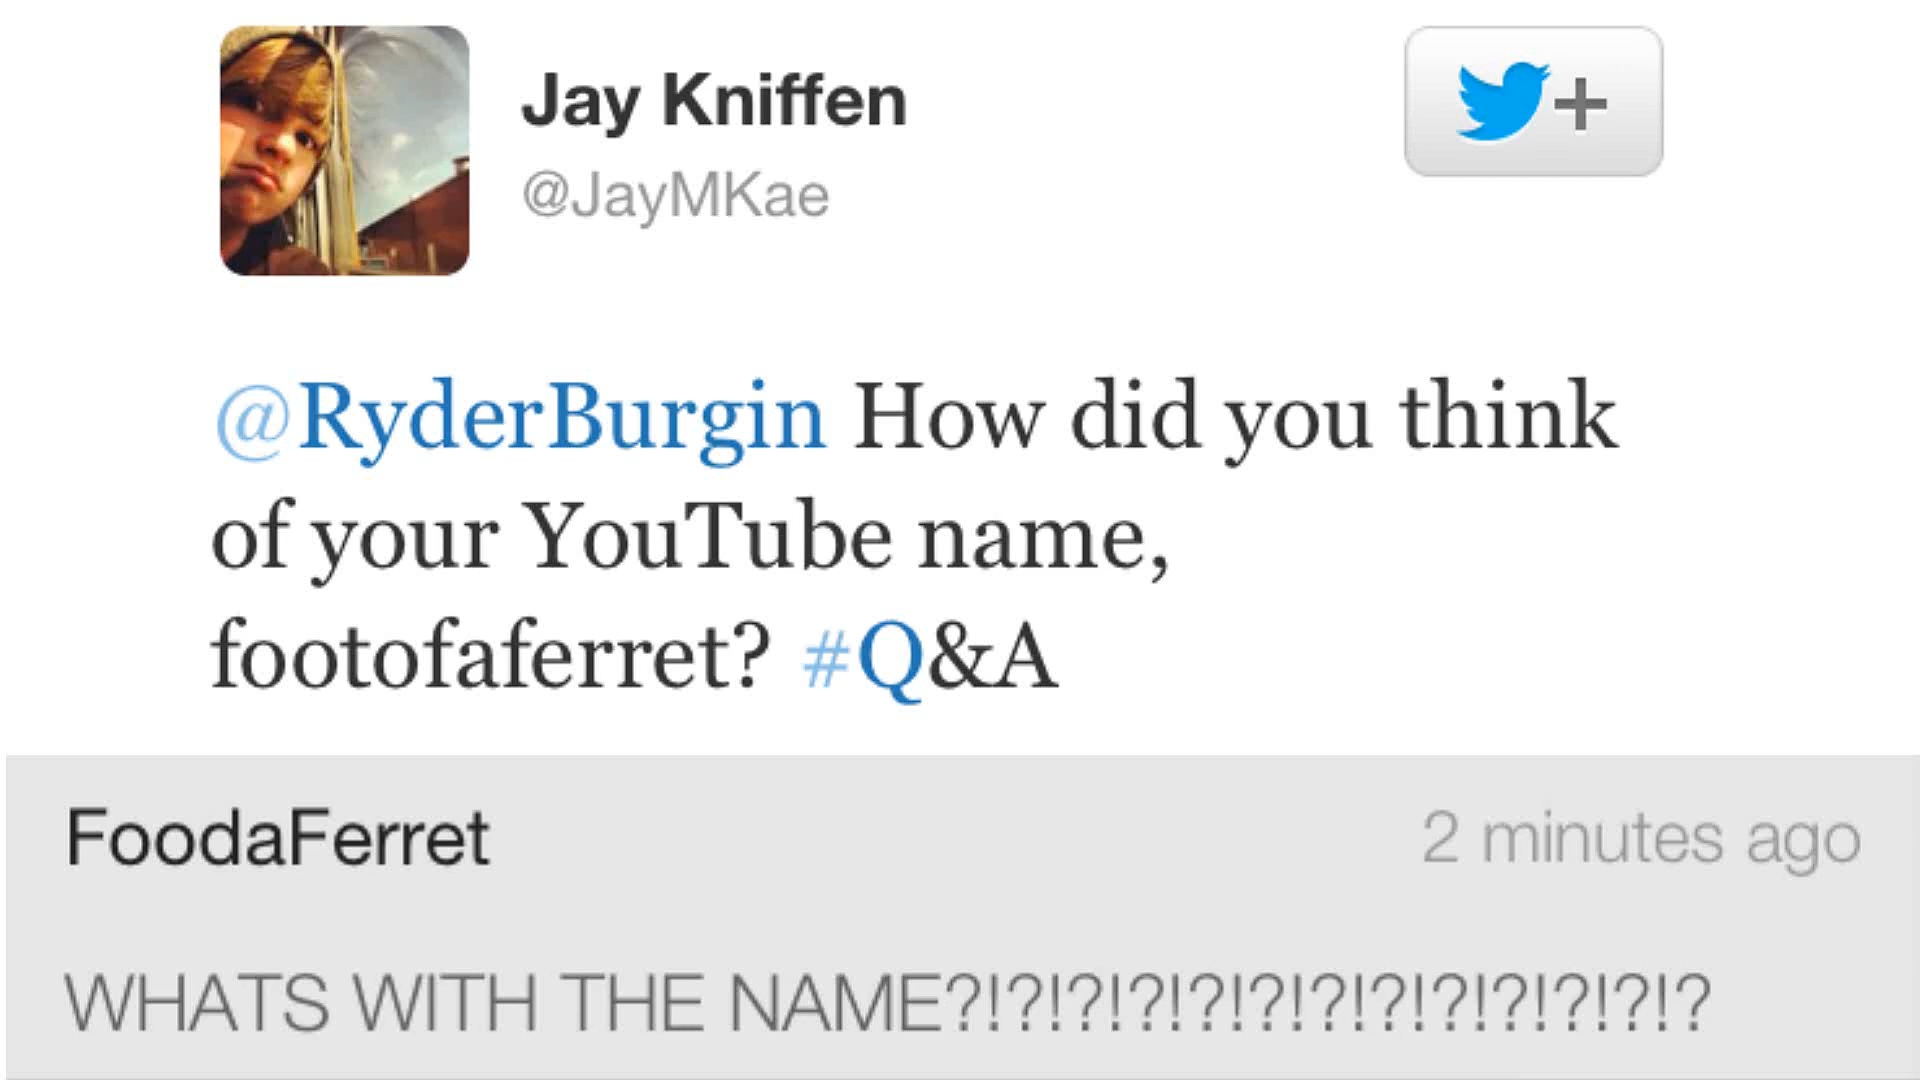 Jay Kniffen
@JayMKae
@RyderBurgin How did you think
of your YouTube name,
footofaferret? #Q&A
FoodaFerret 2 minutes ago
WHATS WITH THE NAME?!?!?!?!?!?!?!?!?!?!?!?!?